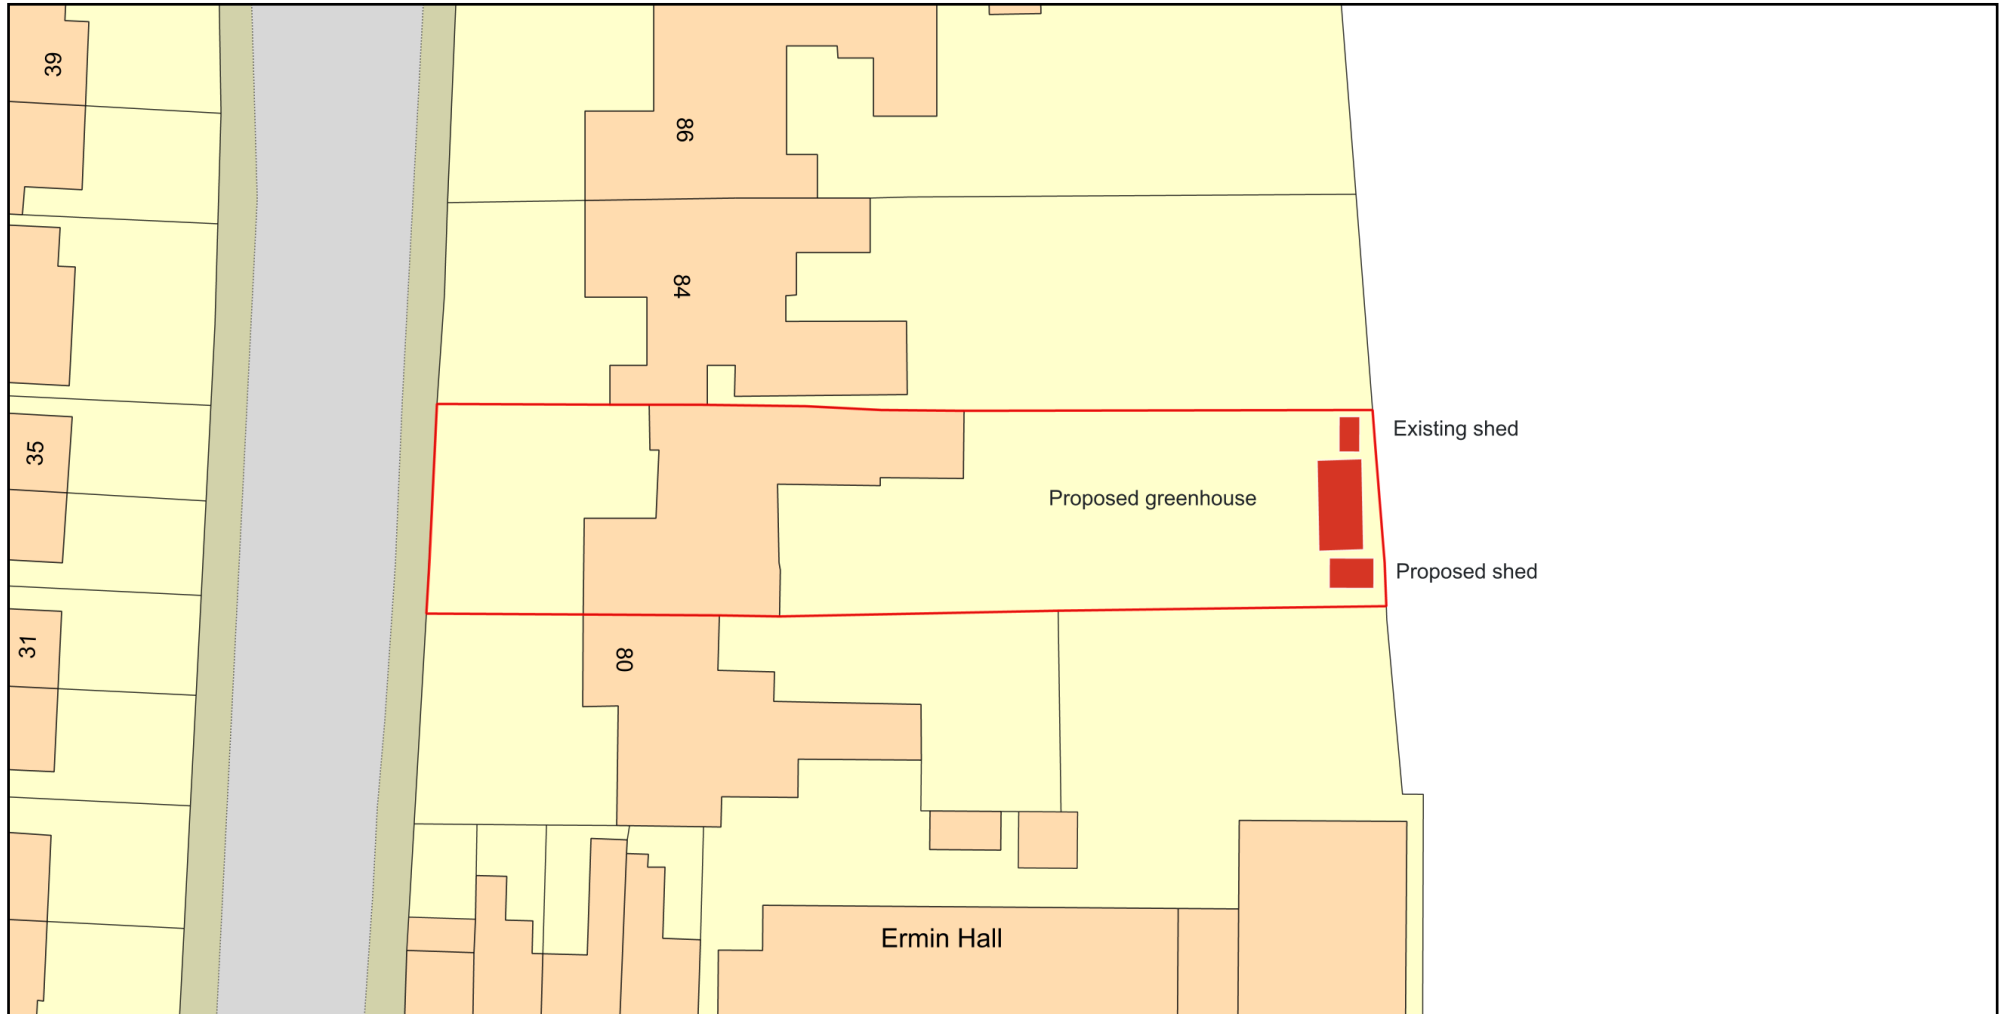 39
86
84
Existing shed
35
Proposed greenhouse
Proposed shed
31
80
Ermin Hall